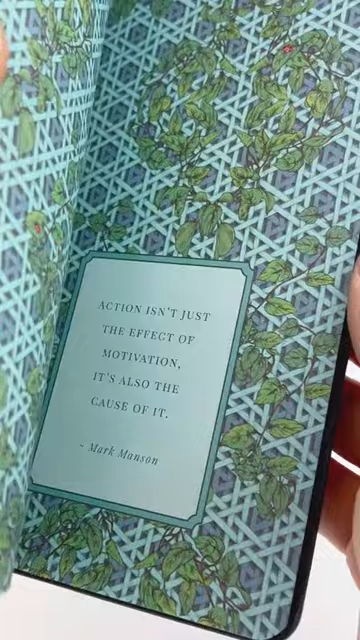 ACTION ISN'T JUST
THE EFFECT OF
MOTIVATION,
IT'S ALSO THE
CAUSE OF IT.
- Mark Manson